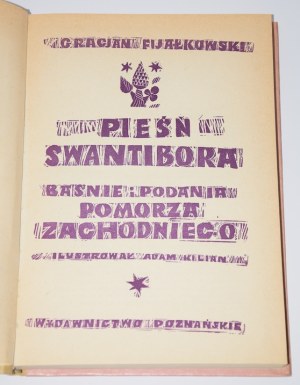 GRACJAN FIJAŁKOWSKI
PIEŚŃ
SWANTIBORA
BAŚNIE I PODANIA
POMORZA
ZACHODNIEGO
ILUSTROWAŁ ADAM KILIAN
WYDAWNICTWO POZNAŃSKIE